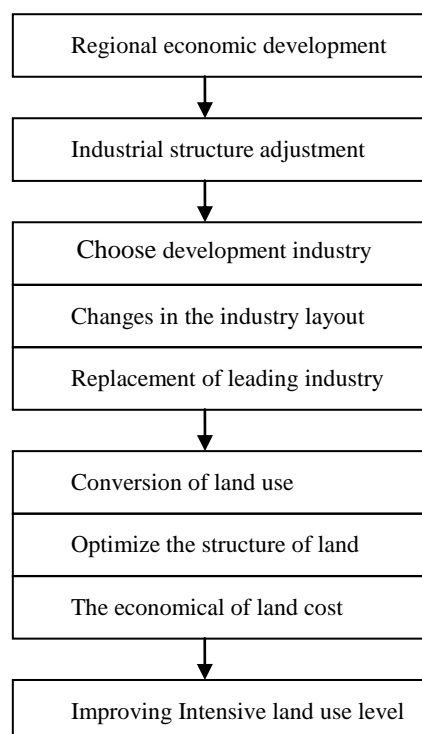 Regional economic development
Industrial structure adjustment
Choose development industry
Changes in the industry layout
Replacement of leading industry
Conversion of land use
Optimize the structure of land
The economical of land cost
Improving Intensive land use level